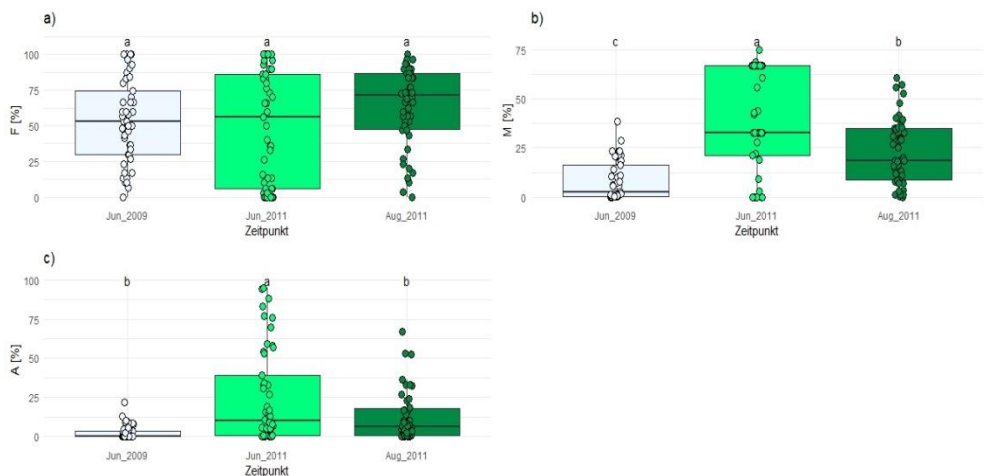 a)
a a a
100
75
50
25
0
F [%]
Jun_2009 Jun_2011 Aug_2011
Zeitpunkt
b)
c a b
75
50
25
0
M [%]
Jun_2009 Jun_2011 Aug_2011
Zeitpunkt
c)
b a b
100
75
50
25
0
A [%]
Jun_2009 Jun_2011 Aug_2011
Zeitpunkt